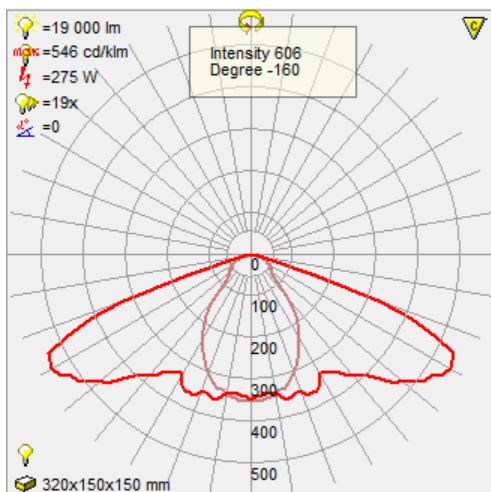 =19 000 lm
max=546 cd/klm
=275 W
=19x
=0
Intensity 606
Degree -160
C
0
100
200
300
400
500
320x150x150 mm